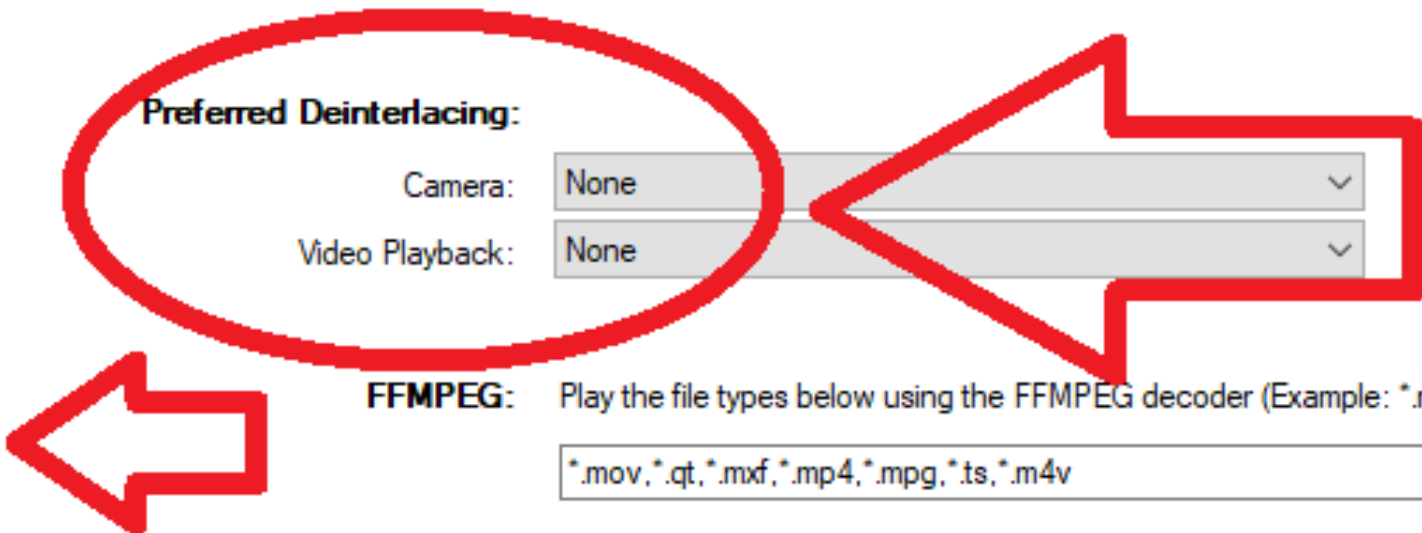 Preferred Deinterlacing:
Camera: None
Video Playback: None
FFMPEG: Play the file types below using the FFMPEG decoder (Example: *.
*.mov,*.qt,*.mxf,*.mp4,*.mpg,*.ts,*.m4v